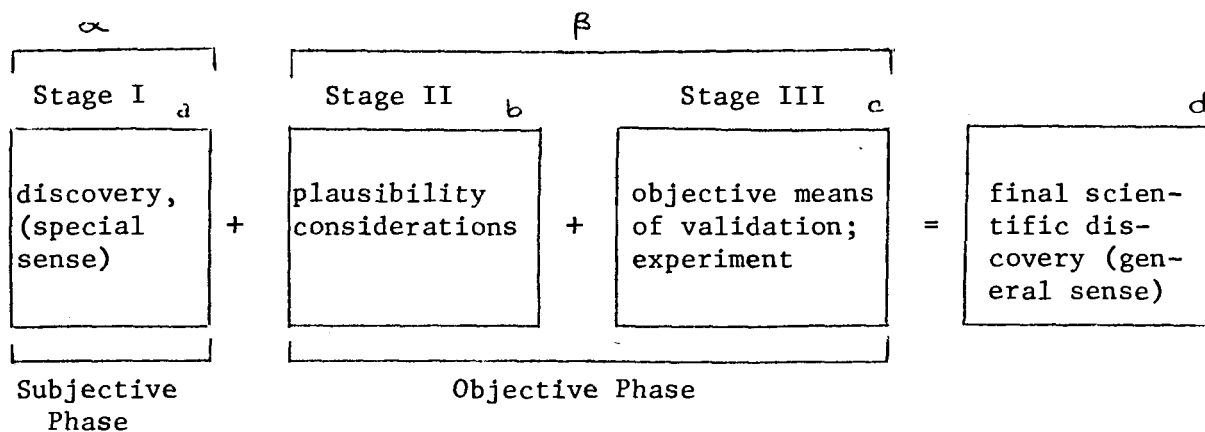 α β
Stage I Stage II Stage III
a b c d
discovery,
(special
sense)
+
plausibility
considerations
+
objective means
of validation;
experiment
=
final scien-
tific dis-
covery (gen-
eral sense)
Subjective
Phase
Objective Phase